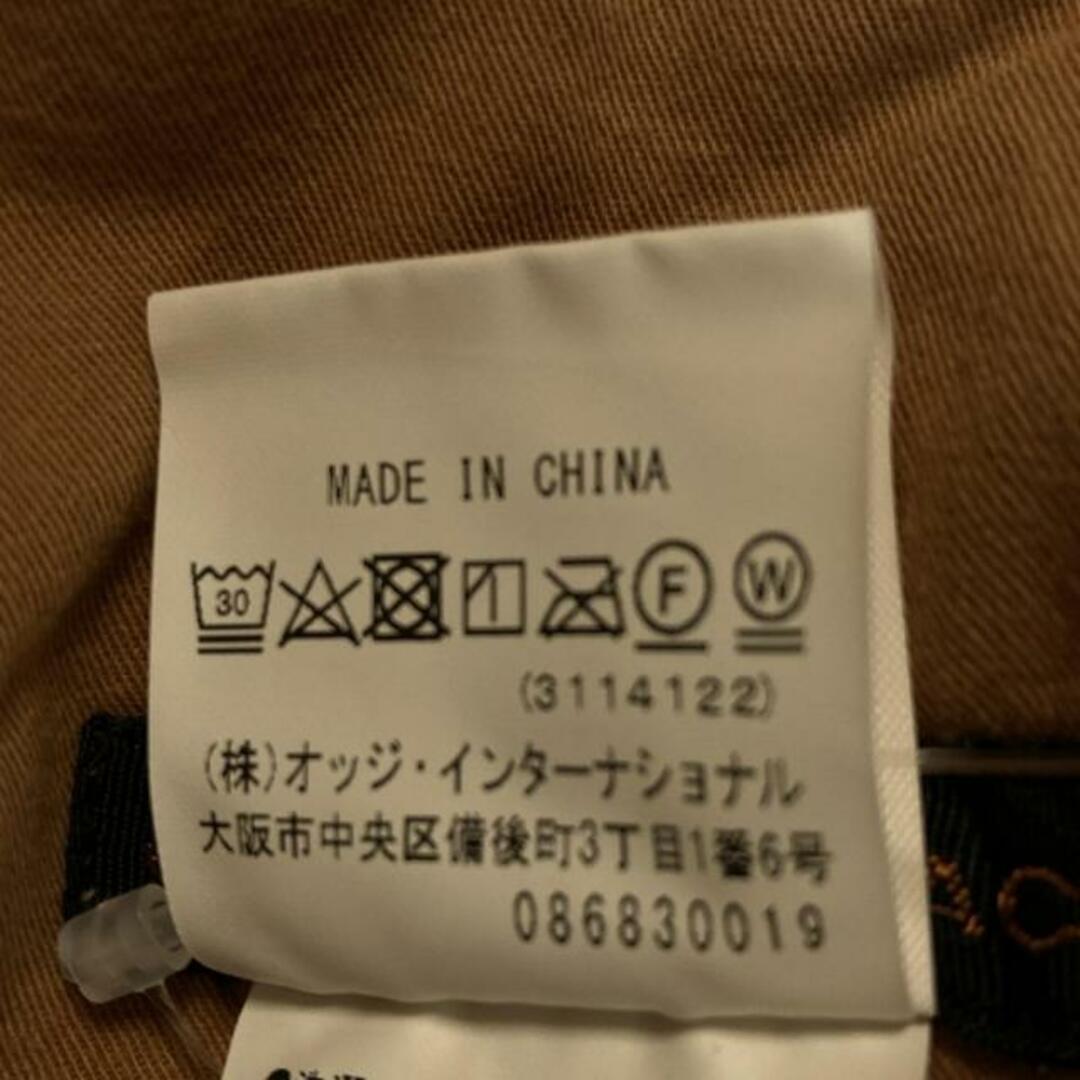 MADE IN CHINA
30 F W
(3114122)
(株)オッジ・インターナショナル
大阪市中央区備後町3丁目1番6号
086830019